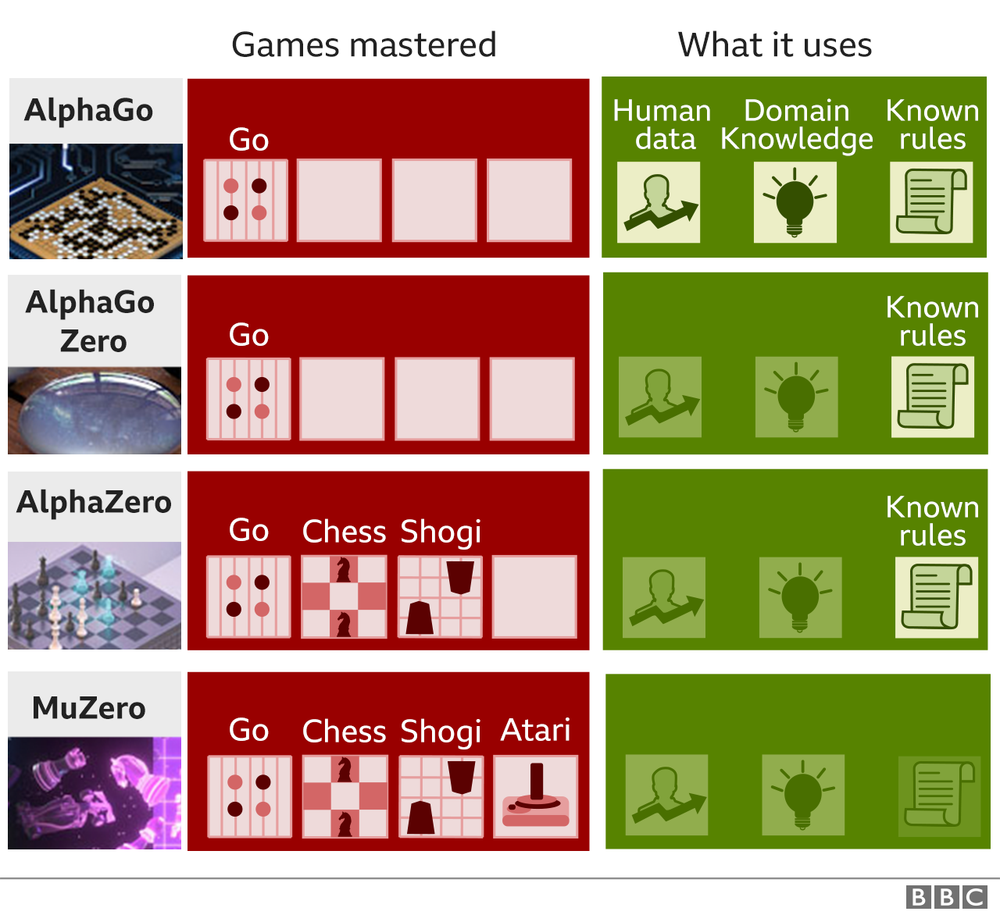 Games mastered
What it uses
AlphaGo
Go
Human
data
Domain
Knowledge
Known
rules
AlphaGo
Zero
Go
Known
rules
AlphaZero
Go
Chess
Shogi
Known
rules
MuZero
Go
Chess
Shogi
Atari
BBC